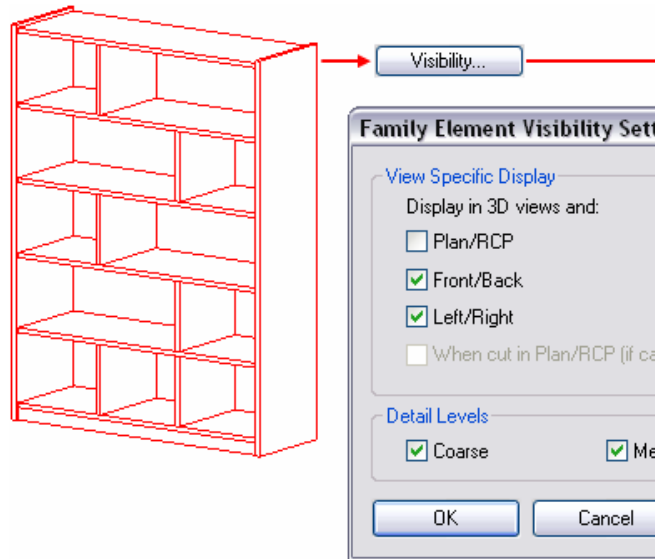 Visibility...
Family Element Visibility Sett
View Specific Display
Display in 3D views and:
Plan/RCP
Front/Back
Left/Right
When cut in Plan/RCP (if ca
Detail Levels
Coarse
Me
OK
Cancel